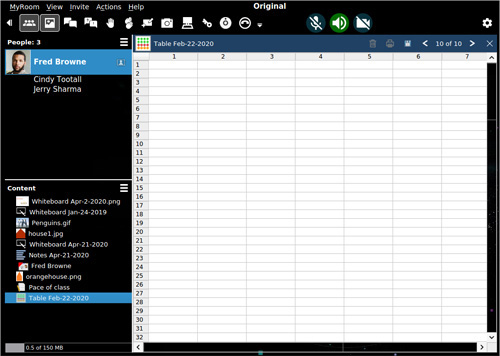 MyRoom View Invite Actions Help
Original
People: 3
Fred Browne
Cindy Tootall
Jerry Sharma
Content
Whiteboard Apr-2-2020.png
Whiteboard Jan-24-2019
Penguins.gif
house1.jpg
Whiteboard Apr-21-2020
Notes Apr-21-2020
Fred Browne
orangehouse.png
Pace of class
Table Feb-22-2020
0.5 of 150 MB
Table Feb-22-2020
10 of 10
1 2 3 4 5 6 7
1
2
3
4
5
6
7
8
9
10
11
12
13
14
15
16
17
18
19
20
21
22
23
24
25
26
27
28
29
30
31
32